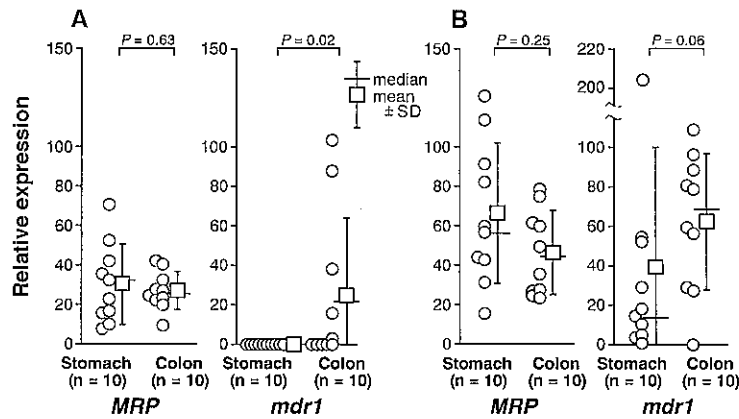 A
B
P = 0.63
P = 0.02
P = 0.25
P = 0.06
median
mean
± SD
Relative expression
150
100
80
60
40
20
0
150
100
80
60
40
20
0
150
100
80
60
40
20
0
220
200
100
80
60
40
20
0
Stomach Colon
(n = 10) (n = 10)
MRP
Stomach Colon
(n = 10) (n = 10)
mdr1
Stomach Colon
(n = 10) (n = 10)
MRP
Stomach Colon
(n = 10) (n = 10)
mdr1